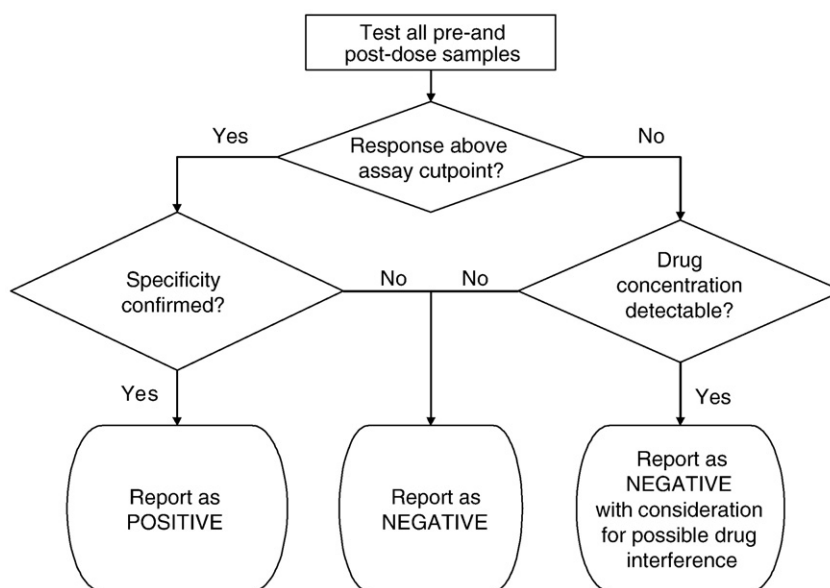 Test all pre-and
post-dose samples
Yes
No
Response above
assay cutpoint?
Specificity
confirmed?
No
No
Drug
concentration
detectable?
Yes
Yes
Report as
POSITIVE
Report as
NEGATIVE
Report as
NEGATIVE
with consideration
for possible drug
interference